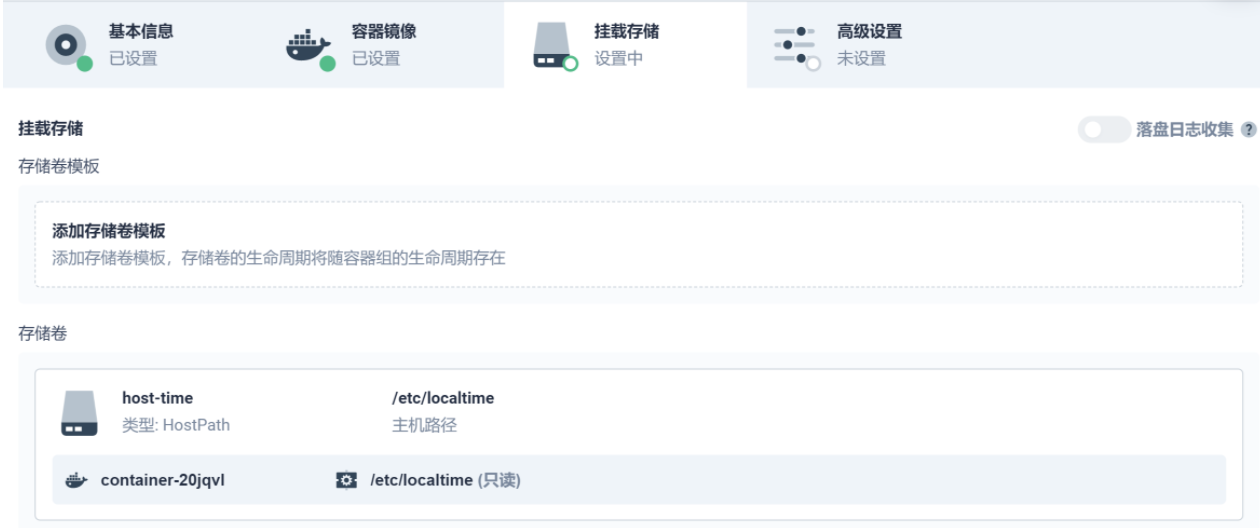 基本信息
已设置
容器镜像
已设置
挂载存储
设置中
高级设置
未设置
挂载存储
落盘日志收集 ?
存储卷模板
添加存储卷模板
添加存储卷模板，存储卷的生命周期将随容器组的生命周期存在
存储卷
host-time
/etc/localtime
类型: HostPath
主机路径
container-20jqvl
/etc/localtime (只读)